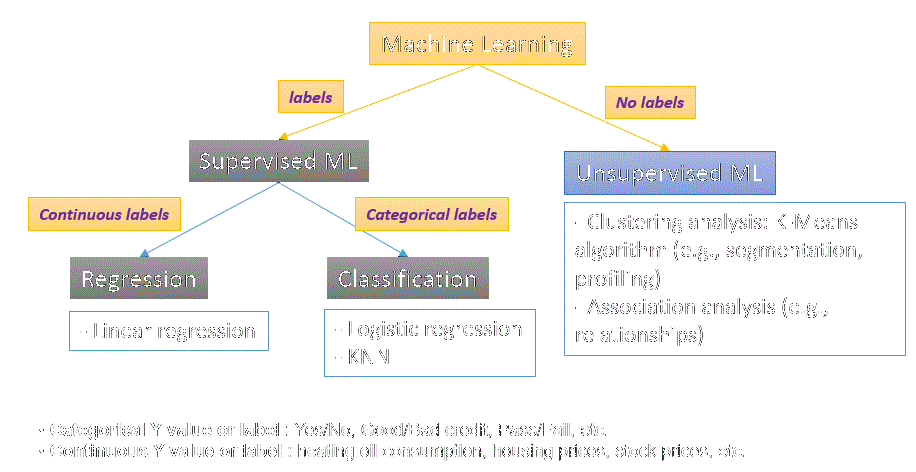 Machine Learning
labels
No labels
Supervised ML
Unsupervised ML
Continuous labels
Categorical labels
- Clustering analysis: K-Means
algorithm (e.g., segmentation,
profiling)
- Association analysis (e.g.,
relationships)
Regression
Classification
- Linear regression
- Logistic regression
- KNN
- Categorical Y value or label : Yes/No, Good/Bad credit, Pass/Fail, etc.
- Continuous Y value or label : heating oil consumption, housing prices, stock prices, etc.